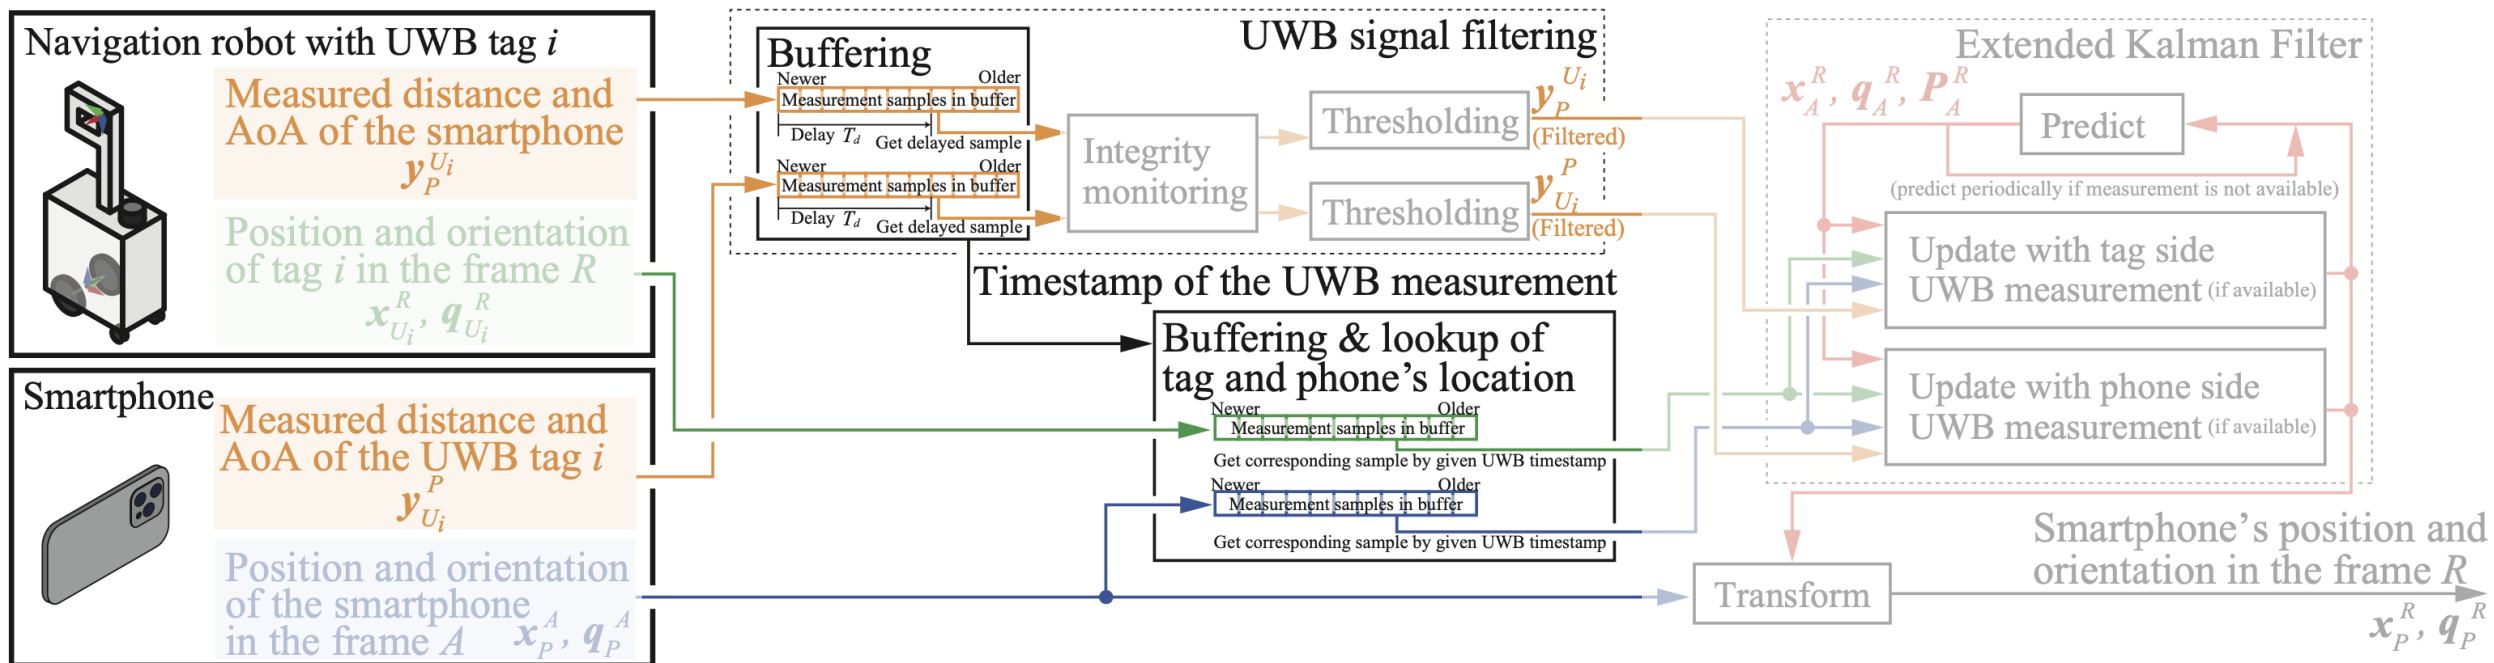 Navigation robot with UWB tag i
Measured distance and
AoA of the smartphone
y_P^{U_i}
Position and orientation
of tag i in the frame R
x_{U_i}^R, q_{U_i}^R
Smartphone
Measured distance and
AoA of the UWB tag i
y_{U_i}^P
Position and orientation
of the smartphone
in the frame A x_P^A, q_P^A
UWB signal filtering
Buffering
Newer Older
Measurement samples in buffer
Delay T_d Get delayed sample
Newer Older
Measurement samples in buffer
Delay T_d Get delayed sample
Integrity
monitoring
Thresholding
y_P^{U_i}
(Filtered)
Thresholding
y_{U_i}^P
(Filtered)
Timestamp of the UWB measurement
Buffering & lookup of
tag and phone's location
Newer Older
Measurement samples in buffer
Get corresponding sample by given UWB timestamp
Newer Older
Measurement samples in buffer
Get corresponding sample by given UWB timestamp
Extended Kalman Filter
x_A^R, q_A^R, P_A^R
Predict
(predict periodically if measurement is not available)
Update with tag side
UWB measurement (if available)
Update with phone side
UWB measurement (if available)
Transform
Smartphone's position and
orientation in the frame R
x_P^R, q_P^R